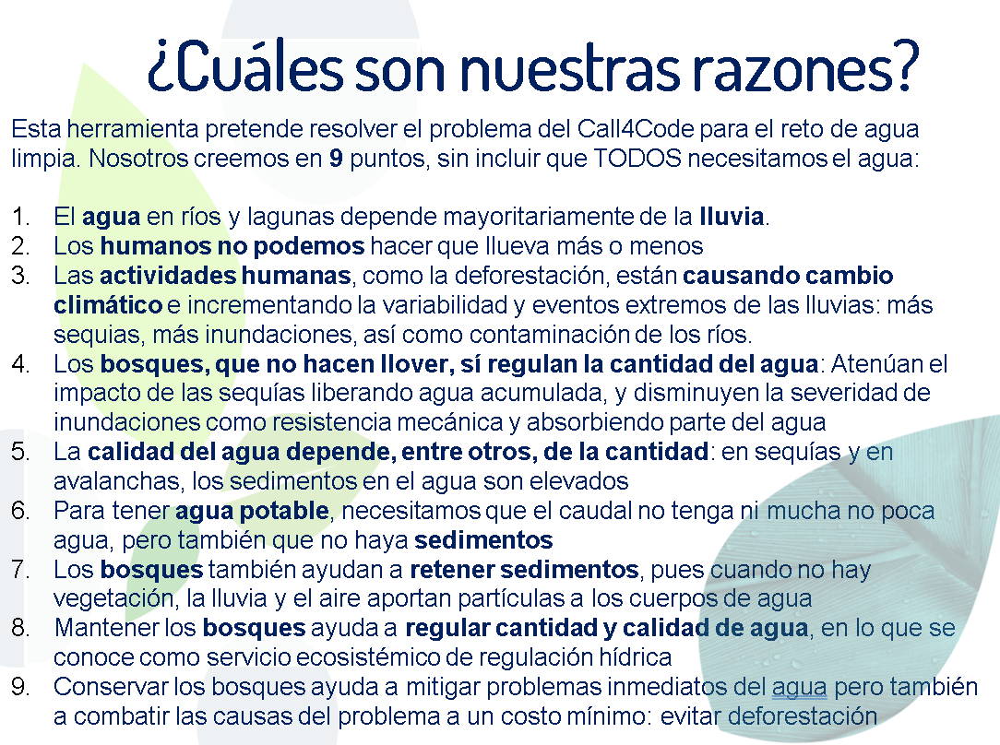 ¿Cuáles son nuestras razones?
Esta herramienta pretende resolver el problema del Call4Code para el reto de agua
limpia. Nosotros creemos en 9 puntos, sin incluir que TODOS necesitamos el agua:
1. El agua en ríos y lagunas depende mayoritariamente de la lluvia.
2. Los humanos no podemos hacer que llueva más o menos
3. Las actividades humanas, como la deforestación, están causando cambio
climático e incrementando la variabilidad y eventos extremos de las lluvias: más
sequias, más inundaciones, así como contaminación de los ríos.
4. Los bosques, que no hacen llover, sí regulan la cantidad del agua: Atenúan el
impacto de las sequías liberando agua acumulada, y disminuyen la severidad de
inundaciones como resistencia mecánica y absorbiendo parte del agua
5. La calidad del agua depende, entre otros, de la cantidad: en sequías y en
avalanchas, los sedimentos en el agua son elevados
6. Para tener agua potable, necesitamos que el caudal no tenga ni mucha no poca
agua, pero también que no haya sedimentos
7. Los bosques también ayudan a retener sedimentos, pues cuando no hay
vegetación, la lluvia y el aire aportan partículas a los cuerpos de agua
8. Mantener los bosques ayuda a regular cantidad y calidad de agua, en lo que se
conoce como servicio ecosistémico de regulación hídrica
9. Conservar los bosques ayuda a mitigar problemas inmediatos del agua pero también
a combatir las causas del problema a un costo mínimo: evitar deforestación